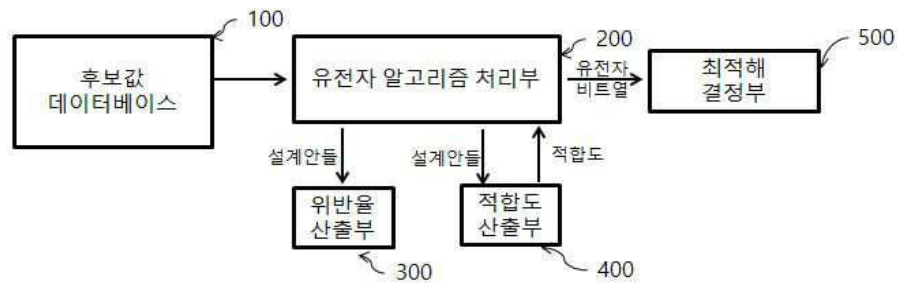 100
후보값
데이터베이스
200
유전자 알고리즘 처리부
유전자
비트열
500
최적해
결정부
설계안들
설계안들
적합도
위반율
산출부
300
적합도
산출부
400